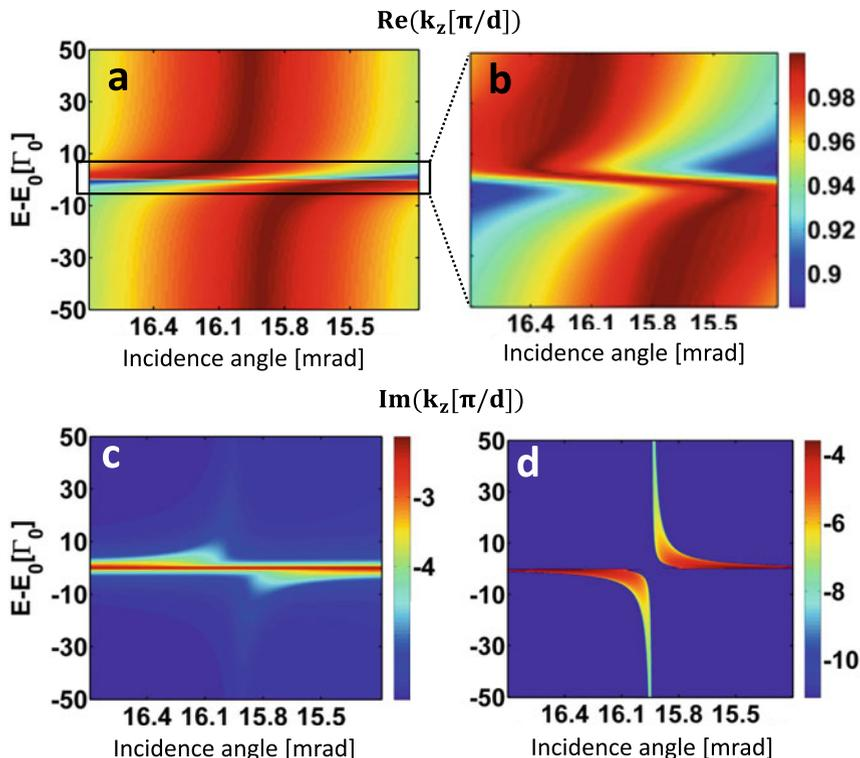 Re(k_z[π/d])
a
b
50
30
10
-10
-30
-50
E-E_0[Γ_0]
0.98
0.96
0.94
0.92
0.9
16.4 16.1 15.8 15.5
16.4 16.1 15.8 15.5
Incidence angle [mrad]
Incidence angle [mrad]
Im(k_z[π/d])
c
d
50
30
10
-10
-30
-50
E-E_0[Γ_0]
-3
-4
50
30
10
-10
-30
-50
-4
-6
-8
-10
16.4 16.1 15.8 15.5
16.4 16.1 15.8 15.5
Incidence angle [mrad]
Incidence angle [mrad]